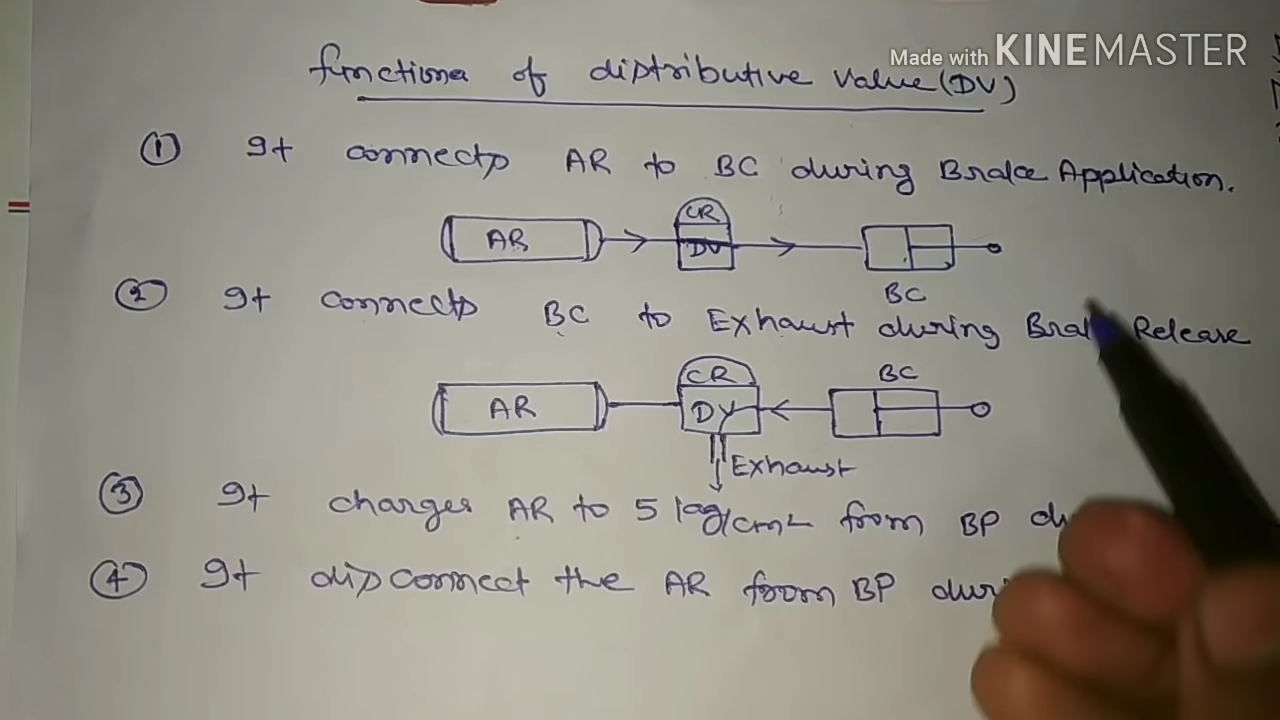 Made with KINEMASTER
functions of distributive Valve (DV)
① It connects AR to BC during Brake Application.
CR
AR
DV
BC
② It connects BC to Exhaust during Release
CR
BC
AR
DV
Exhaust
③ It charges AR to 5 kg/cm2 from BP
④ It disconnect the AR from BP